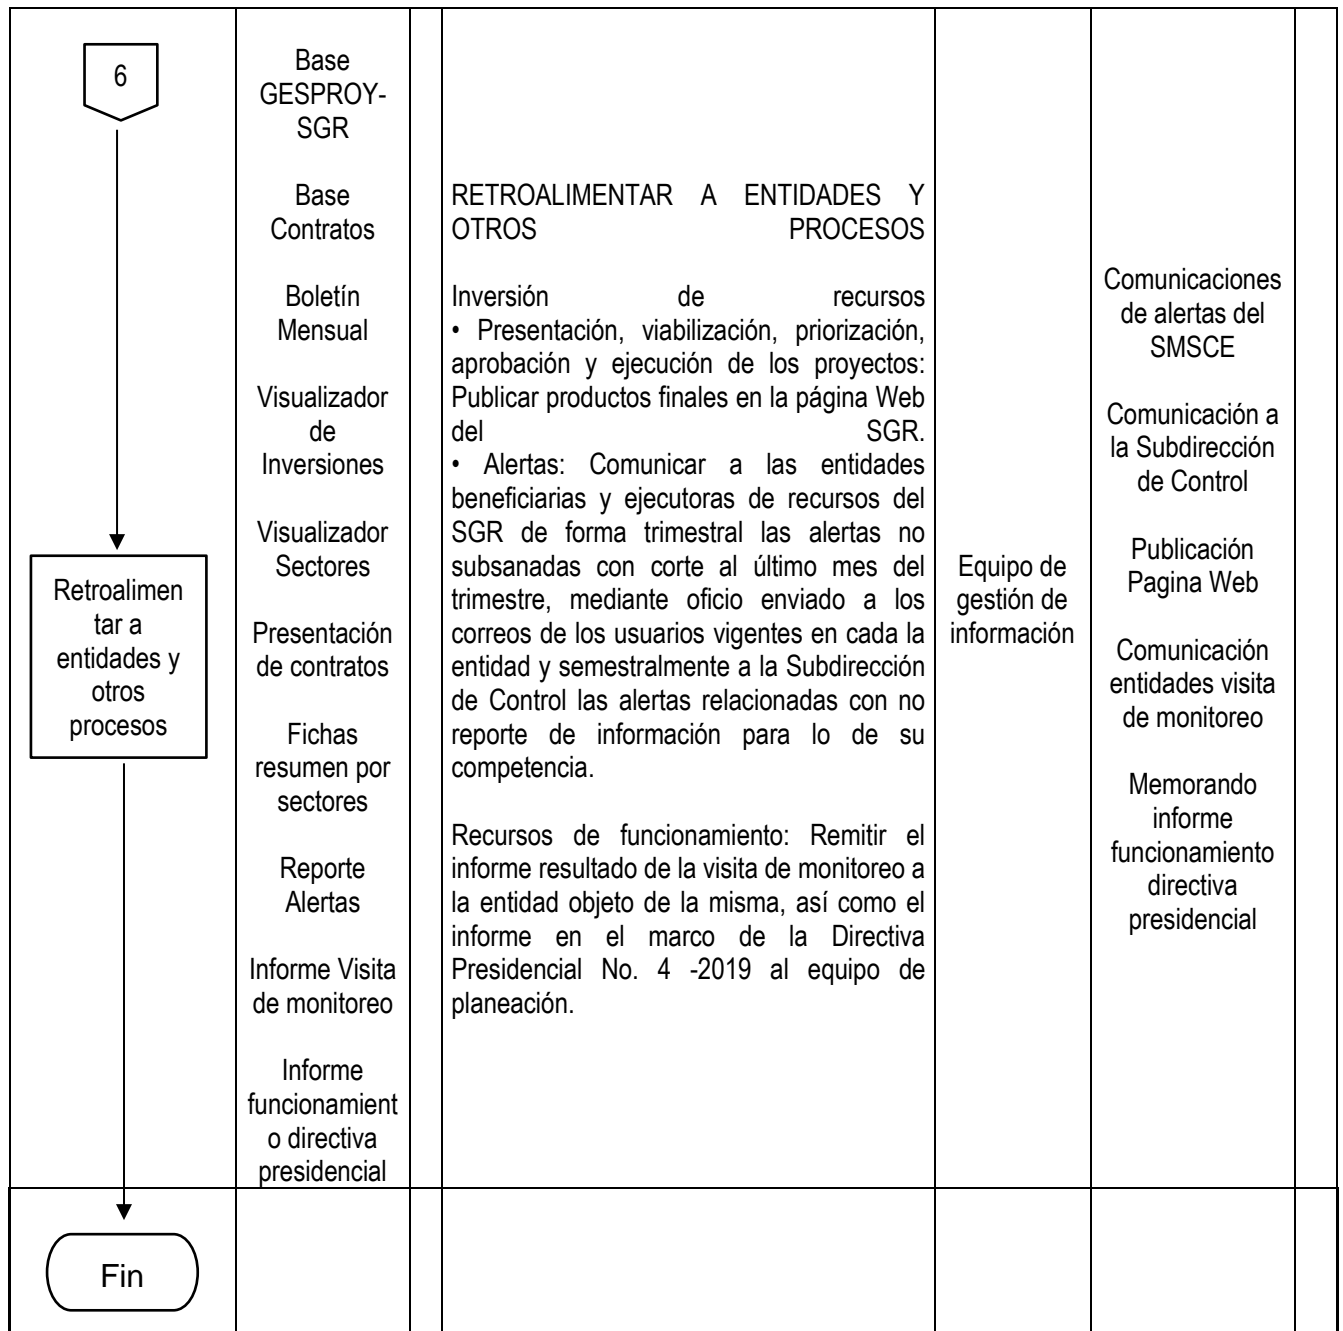 6
Retroalimen
tar a
entidades y
otros
procesos
Base
GESPROY-
SGR
Base
Contratos
Boletín
Mensual
Visualizador
de
Inversiones
Visualizador
Sectores
Presentación
de contratos
Fichas
resumen por
sectores
Reporte
Alertas
Informe Visita
de monitoreo
Informe
funcionamient
o directiva
presidencial
RETROALIMENTAR A ENTIDADES Y
OTROS PROCESOS
Inversión de recursos
• Presentación, viabilización, priorización,
aprobación y ejecución de los proyectos:
Publicar productos finales en la página Web
del SGR.
• Alertas: Comunicar a las entidades
beneficiarias y ejecutoras de recursos del
SGR de forma trimestral las alertas no
subsanadas con corte al último mes del
trimestre, mediante oficio enviado a los
correos de los usuarios vigentes en cada la
entidad y semestralmente a la Subdirección
de Control las alertas relacionadas con no
reporte de información para lo de su
competencia.
Recursos de funcionamiento: Remitir el
informe resultado de la visita de monitoreo a
la entidad objeto de la misma, así como el
informe en el marco de la Directiva
Presidencial No. 4 -2019 al equipo de
planeación.
Equipo de
gestión de
información
Comunicaciones
de alertas del
SMSCE
Comunicación a
la Subdirección
de Control
Publicación
Pagina Web
Comunicación
entidades visita
de monitoreo
Memorando
informe
funcionamiento
directiva
presidencial
Fin